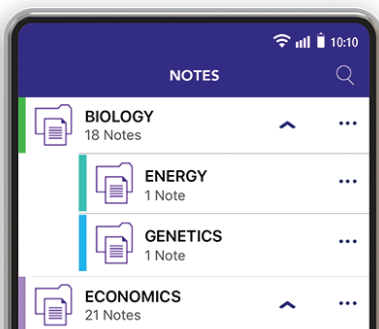 10:10
NOTES
BIOLOGY
18 Notes
ENERGY
1 Note
GENETICS
1 Note
ECONOMICS
21 Notes